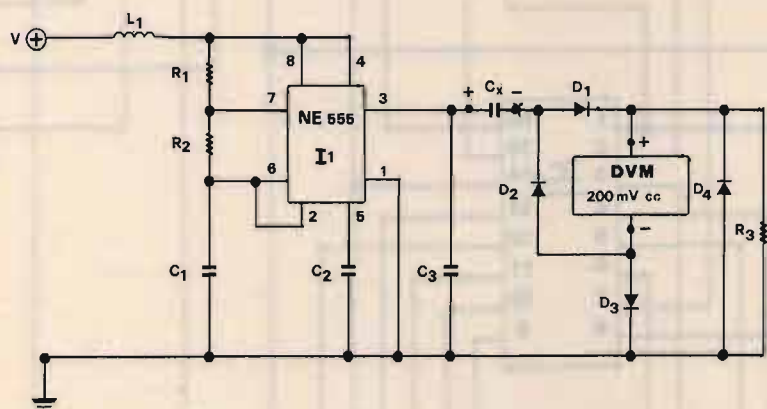 L1
V
8
4
R1
7
3
+
Cx
-
D1
NE 555
R2
I1
+
DVM
200 mV cc
D2
D4
6
1
R3
2
5
-
C1
C2
C3
D3